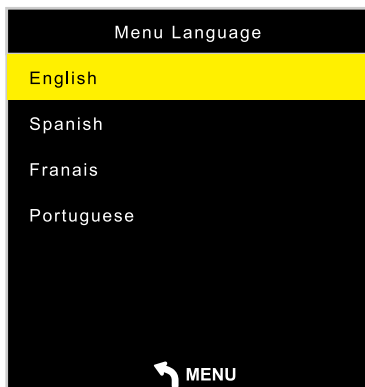 Menu Language
English
Spanish
Franais
Portuguese
MENU